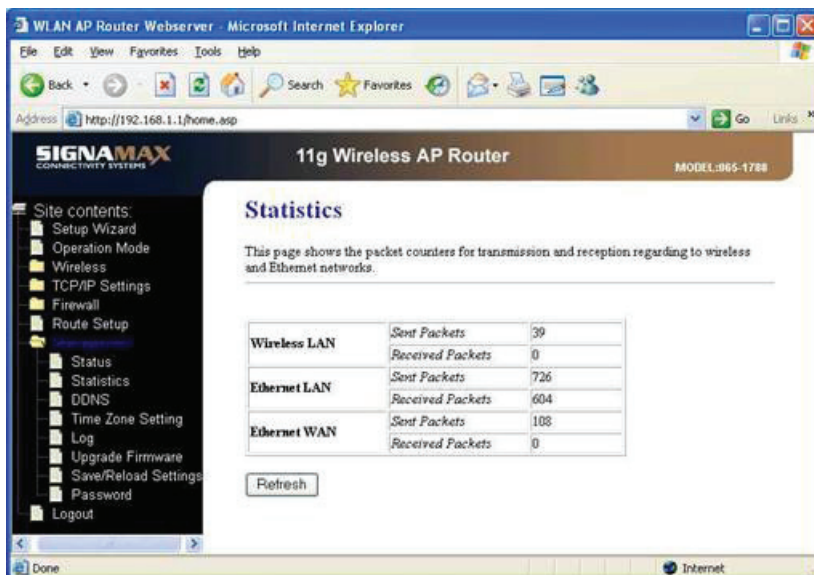 WLAN AP Router Webserver - Microsoft Internet Explorer
File Edit View Favorites Tools Help
Back Search Favorites
Address http://192.168.1.1/home.asp Go Links »
SIGNAMAX
CONNECTIVITY SYSTEMS
11g Wireless AP Router
MODEL:065-1788
Site contents:
Setup Wizard
Operation Mode
Wireless
TCP/IP Settings
Firewall
Route Setup
Status
Statistics
DDNS
Time Zone Setting
Log
Upgrade Firmware
Save/Reload Settings
Password
Logout
Statistics
This page shows the packet counters for transmission and reception regarding to wireless
and Ethernet networks.
Wireless LAN
Sent Packets 39
Received Packets 0
Ethernet LAN
Sent Packets 726
Received Packets 604
Ethernet WAN
Sent Packets 108
Received Packets 0
Refresh
Done Internet